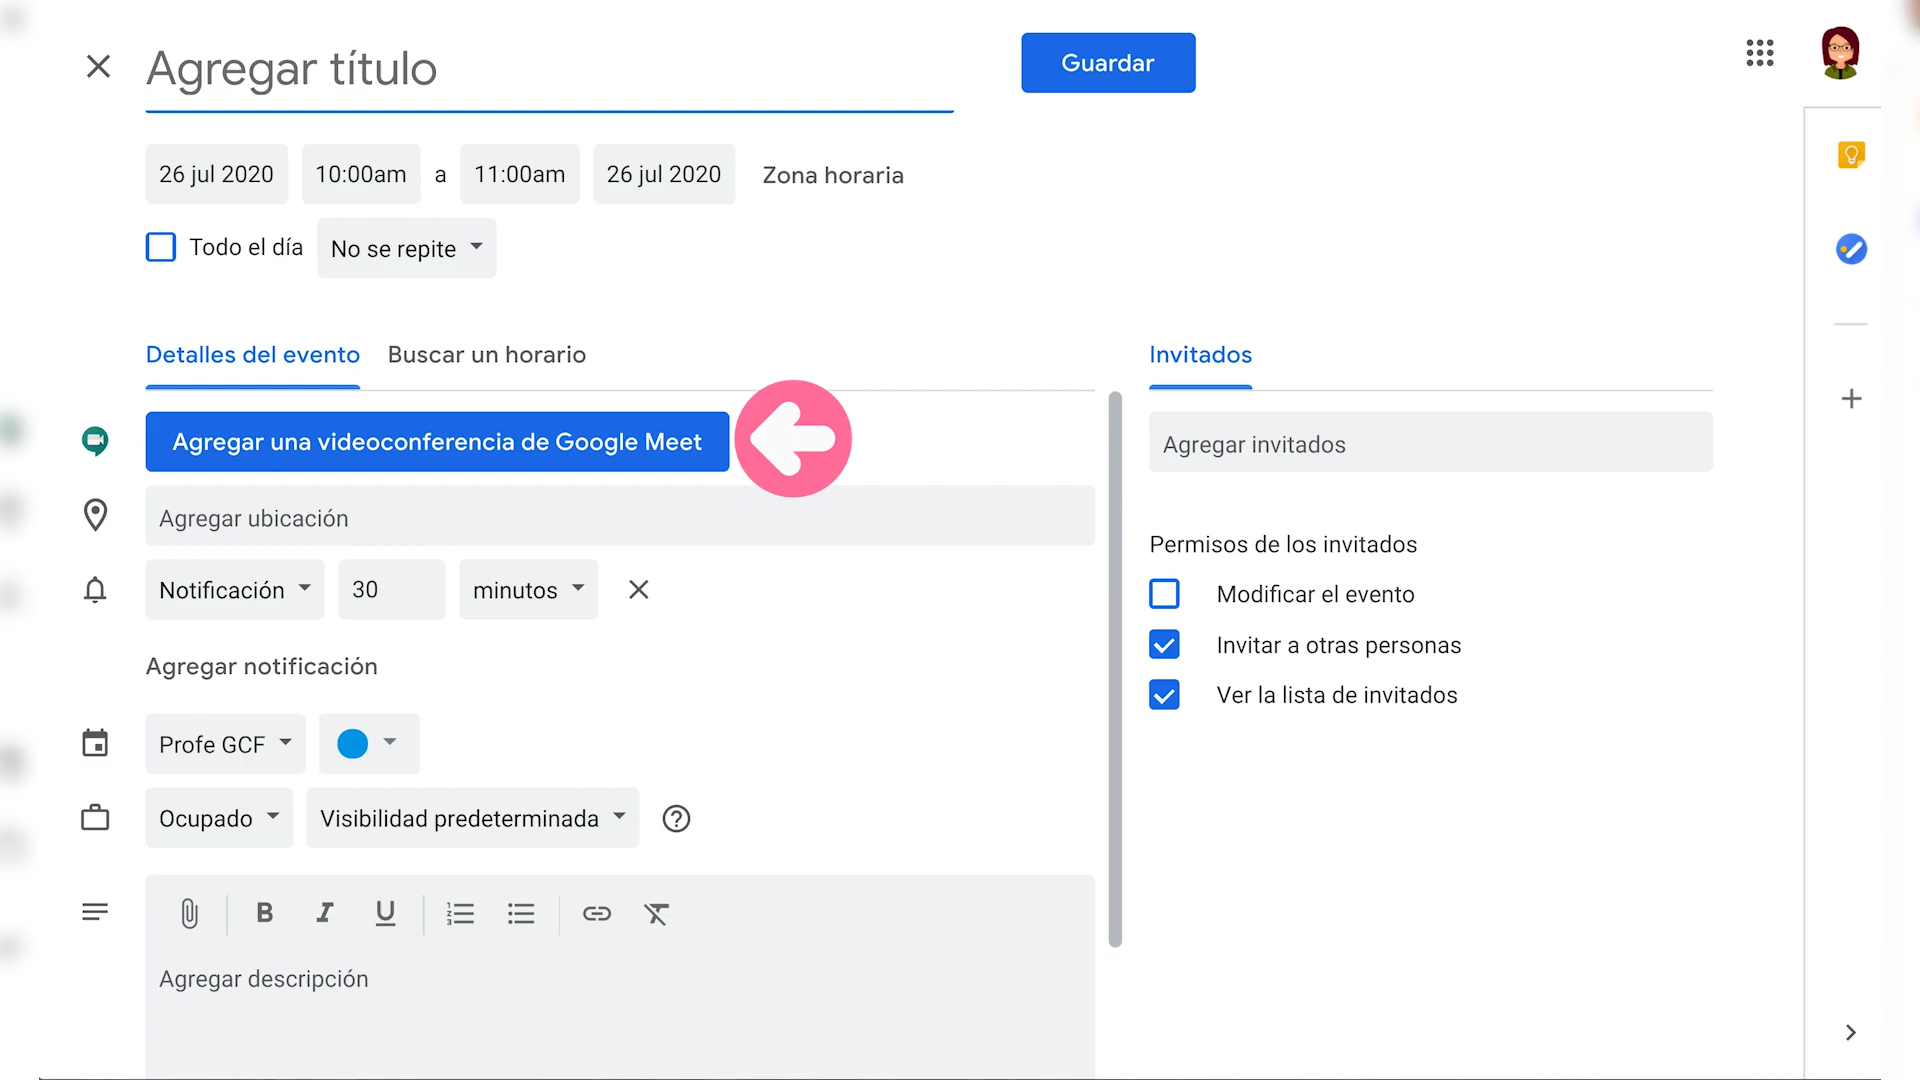 Agregar título
Guardar
26 jul 2020 10:00am a 11:00am 26 jul 2020 Zona horaria
Todo el día No se repite
Detalles del evento Buscar un horario
Agregar una videoconferencia de Google Meet
Agregar ubicación
Notificación 30 minutos
Agregar notificación
Profe GCF
Ocupado Visibilidad predeterminada
B I U
Agregar descripción
Invitados
Agregar invitados
Permisos de los invitados
Modificar el evento
Invitar a otras personas
Ver la lista de invitados